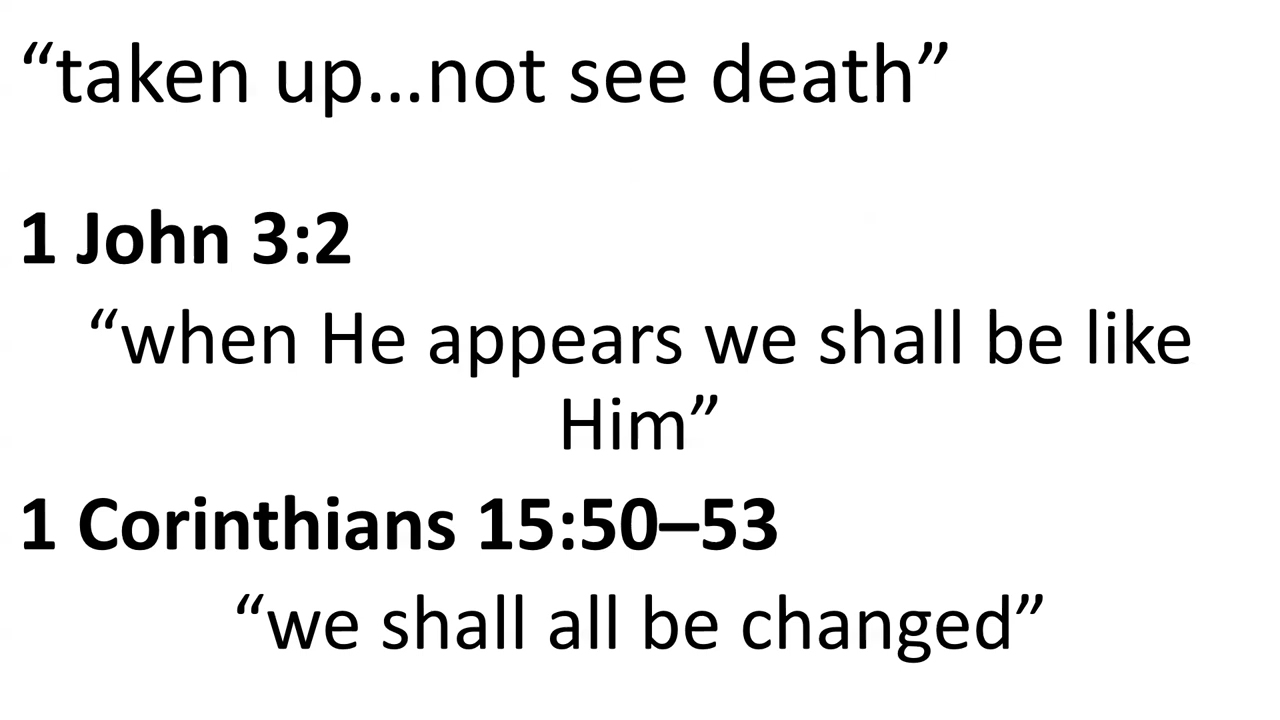 “taken up…not see death”
1 John 3:2
“when He appears we shall be like
Him”
1 Corinthians 15:50–53
“we shall all be changed”